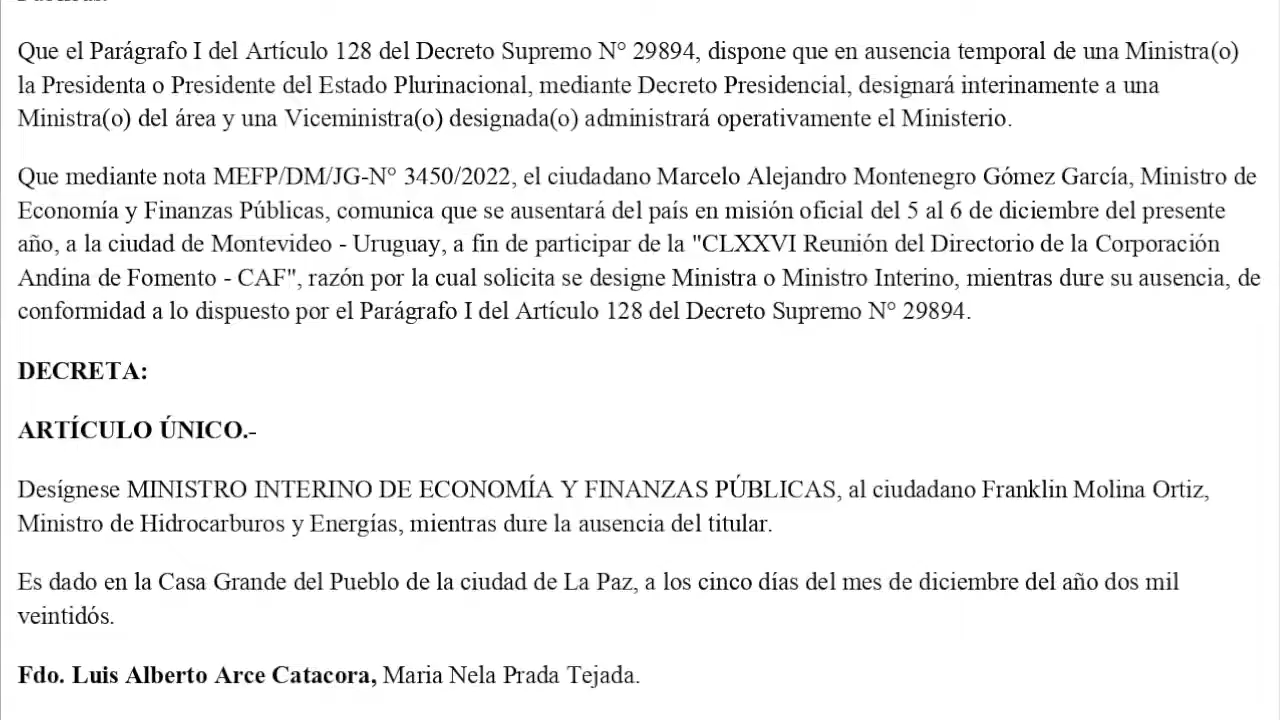 Que el Parágrafo I del Artículo 128 del Decreto Supremo N° 29894, dispone que en ausencia temporal de una Ministra(o)
la Presidenta o Presidente del Estado Plurinacional, mediante Decreto Presidencial, designará interinamente a una
Ministra(o) del área y una Viceministra(o) designada(o) administrará operativamente el Ministerio.
Que mediante nota MEFP/DM/JG-N° 3450/2022, el ciudadano Marcelo Alejandro Montenegro Gómez García, Ministro de
Economía y Finanzas Públicas, comunica que se ausentará del país en misión oficial del 5 al 6 de diciembre del presente
año, a la ciudad de Montevideo - Uruguay, a fin de participar de la "CLXXVI Reunión del Directorio de la Corporación
Andina de Fomento - CAF", razón por la cual solicita se designe Ministra o Ministro Interino, mientras dure su ausencia, de
conformidad a lo dispuesto por el Parágrafo I del Artículo 128 del Decreto Supremo N° 29894.
DECRETA:
ARTÍCULO ÚNICO.-
Desígnese MINISTRO INTERINO DE ECONOMÍA Y FINANZAS PÚBLICAS, al ciudadano Franklin Molina Ortiz,
Ministro de Hidrocarburos y Energías, mientras dure la ausencia del titular.
Es dado en la Casa Grande del Pueblo de la ciudad de La Paz, a los cinco días del mes de diciembre del año dos mil
veintidós.
Fdo. Luis Alberto Arce Catacora, Maria Nela Prada Tejada.